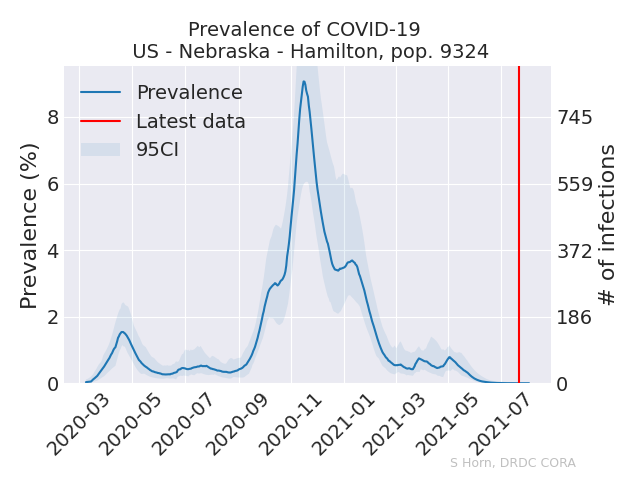 Prevalence of COVID-19
US - Nebraska - Hamilton, pop. 9324
Prevalence
Latest data
95CI
Prevalence (%)
8
6
4
2
0
745
559
372
186
0
# of infections
2020-03
2020-05
2020-07
2020-09
2020-11
2021-01
2021-03
2021-05
2021-07
S Horn, DRDC CORA